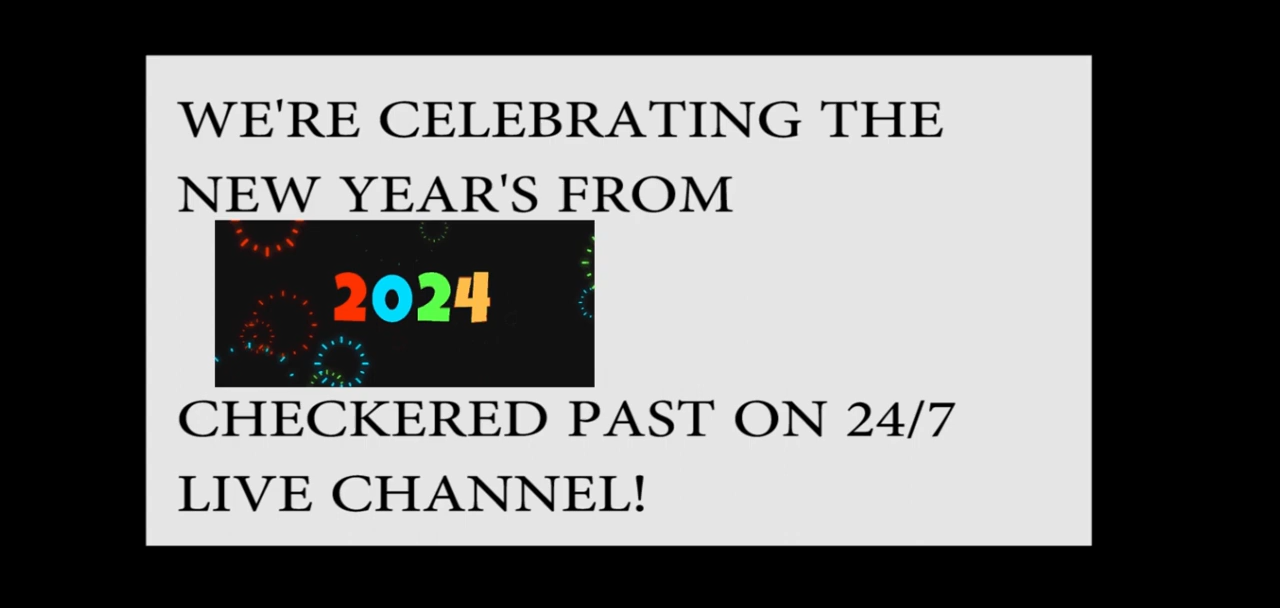 WE'RE CELEBRATING THE
NEW YEAR'S FROM
2024
CHECKERED PAST ON 24/7
LIVE CHANNEL!